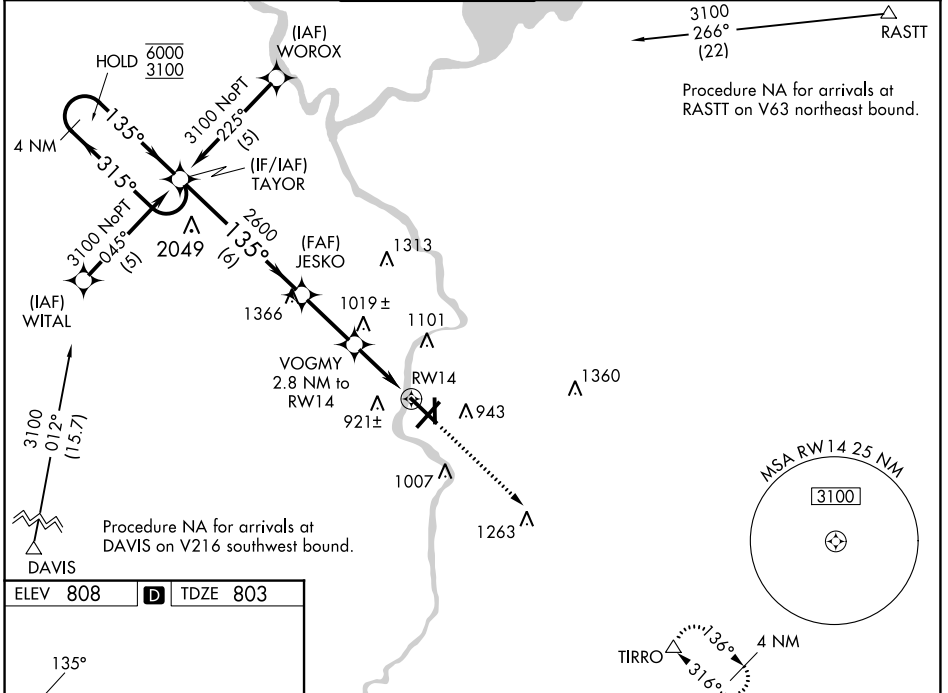 (IAF)
WOROX
HOLD
6000
3100
3100 NoPT
225°
(5)
135°
4 NM
315°
(IF/IAF)
TAYOR
3100 NoPT
045°
(5)
2049
(IAF)
WITAL
2600
135°
(6)
(FAF)
JESKO
1313
1366
1019 ±
1101
VOGMY
2.8 NM to
RW14
RW14
921±
943
1360
1007
1263
3100
266°
(22)
RASTT
Procedure NA for arrivals at
RASTT on V63 northeast bound.
3100
012°
(15.7)
DAVIS
Procedure NA for arrivals at
DAVIS on V216 southwest bound.
MSA RW14 25 NM
3100
TIRRO
136°
4 NM
316°
ELEV 808 D TDZE 803
135°